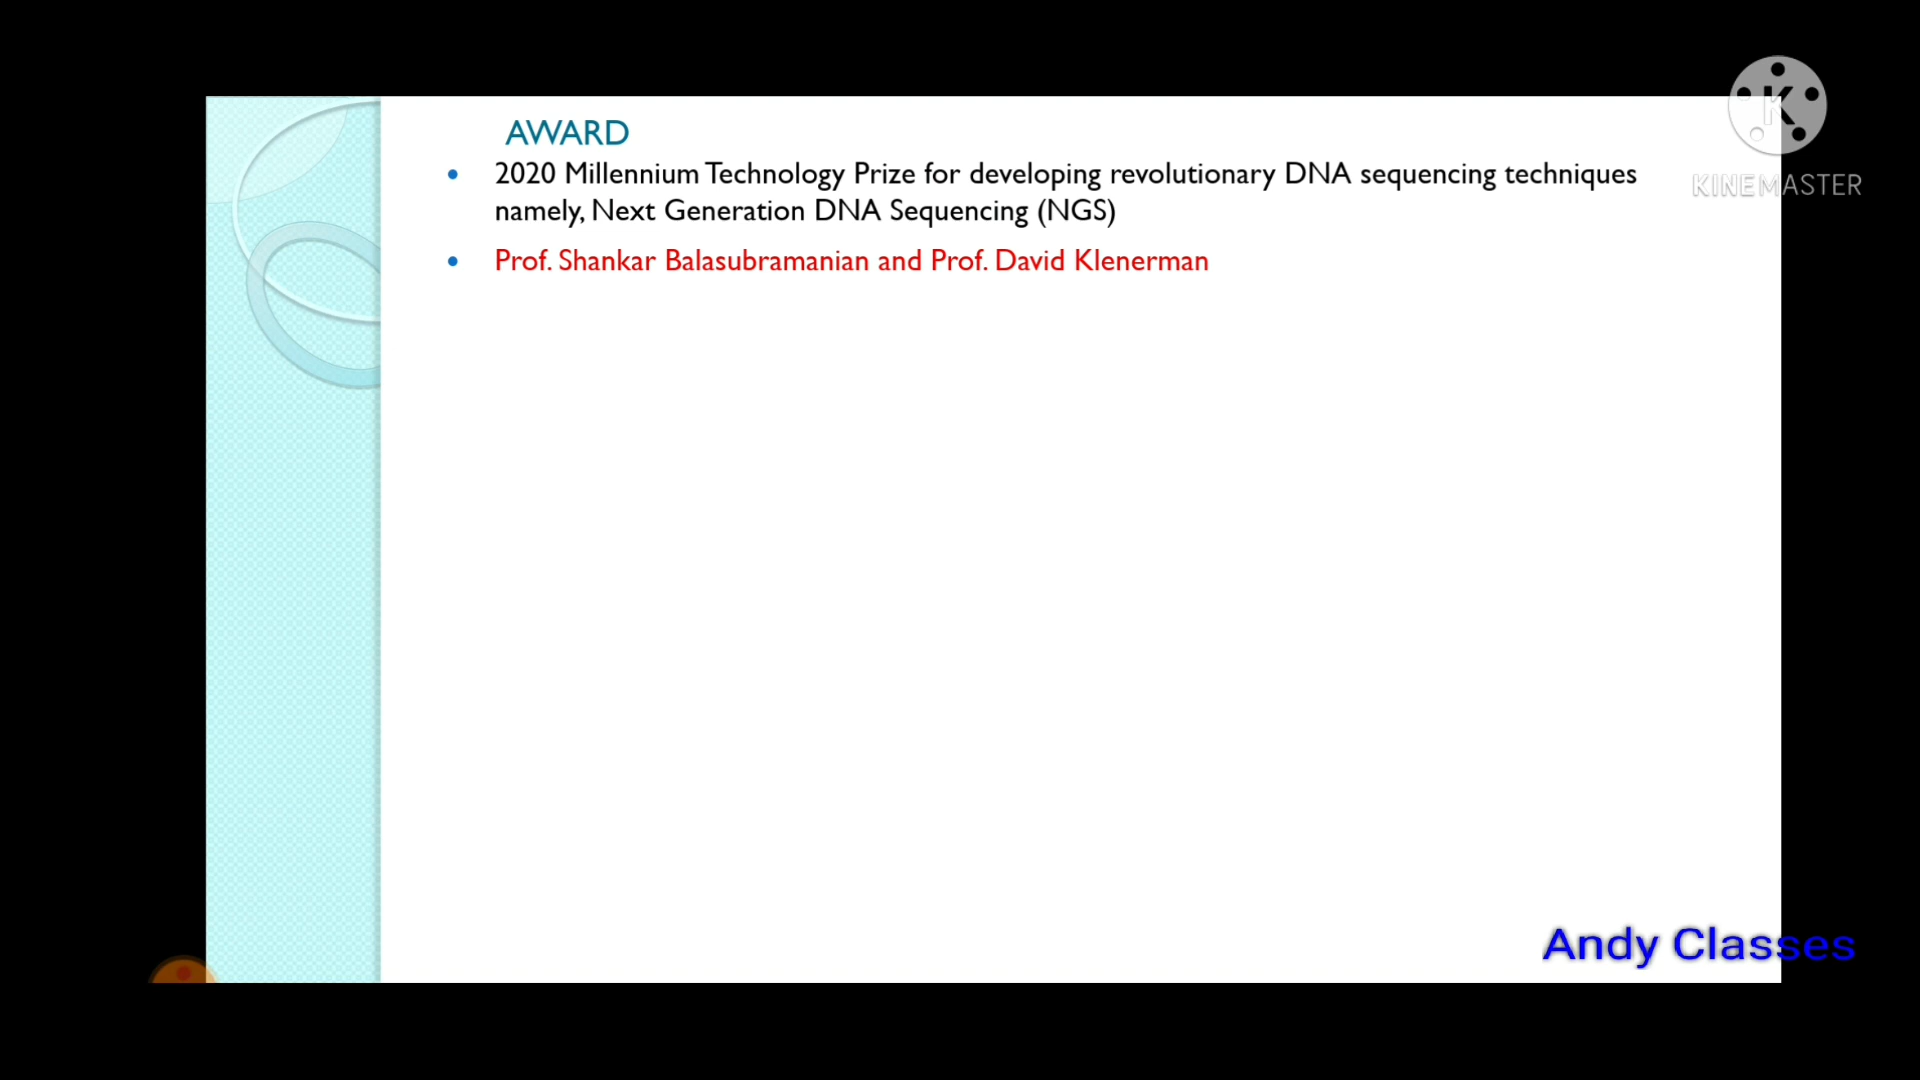 AWARD
2020 Millennium Technology Prize for developing revolutionary DNA sequencing techniques
namely, Next Generation DNA Sequencing (NGS)
Prof. Shankar Balasubramanian and Prof. David Klenerman
K
KINEMASTER
Andy Classes